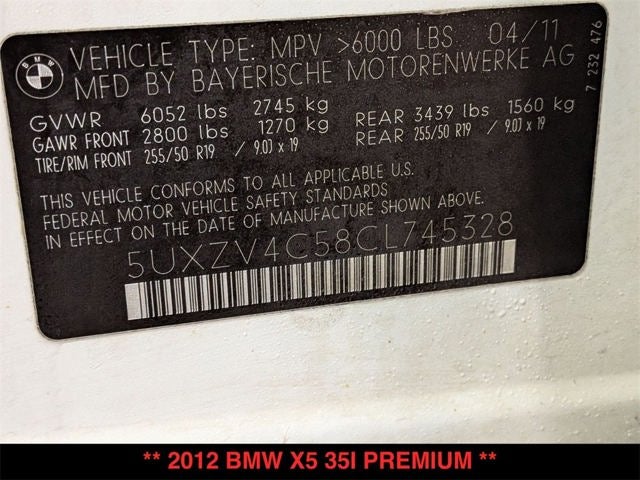 BMW
VEHICLE TYPE: MPV >6000 LBS 04/11
MFD BY BAYERISCHE MOTORENWERKE AG
7 232 476
GVWR 6052 lbs 2745 kg
GAWR FRONT 2800 lbs 1270 kg REAR 3439 lbs 1560 kg
TIRE/RIM FRONT 255/50 R19 / 9.0J x 19 REAR 255/50 R19 / 9.0J x 19
THIS VEHICLE CONFORMS TO ALL APPLICABLE U.S.
FEDERAL MOTOR VEHICLE SAFETY STANDARDS
IN EFFECT ON THE DATE OF MANUFACTURE SHOWN ABOVE.
5UXZV4C58CL745328
** 2012 BMW X5 35I PREMIUM **